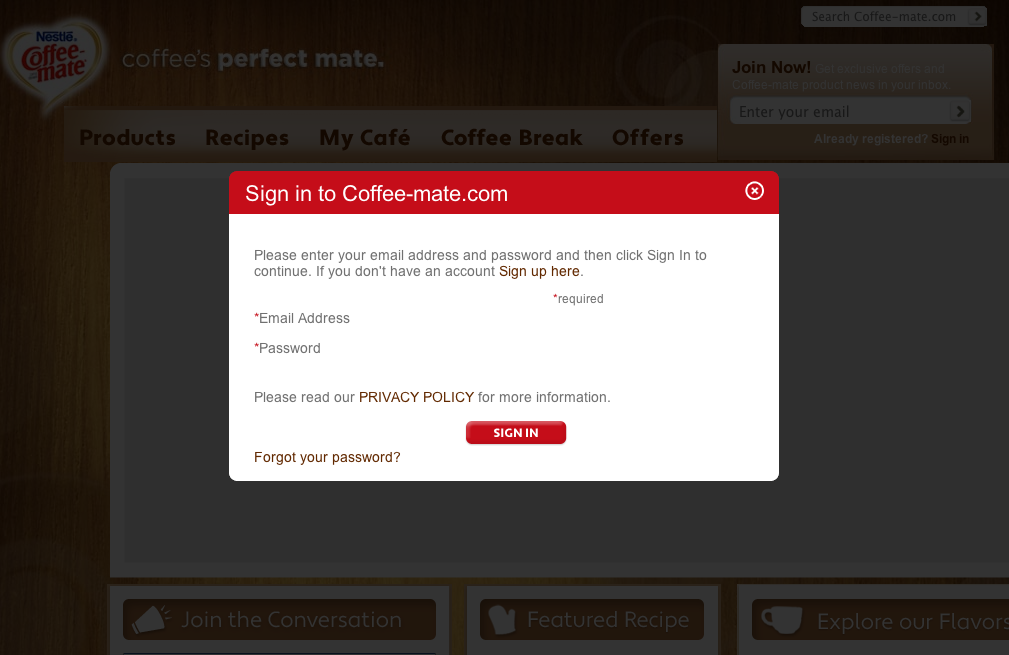 Search Coffee-mate.com
Nestlé
Coffee-
mate
coffee's perfect mate.
Join Now! Get exclusive offers and
Coffee-mate product news in your inbox.
Enter your email
Already registered? Sign in
Products Recipes My Café Coffee Break Offers
Sign in to Coffee-mate.com
Please enter your email address and password and then click Sign In to
continue. If you don't have an account Sign up here.
*required
*Email Address
*Password
Please read our PRIVACY POLICY for more information.
SIGN IN
Forgot your password?
Join the Conversation
Featured Recipe
Explore our Flavors